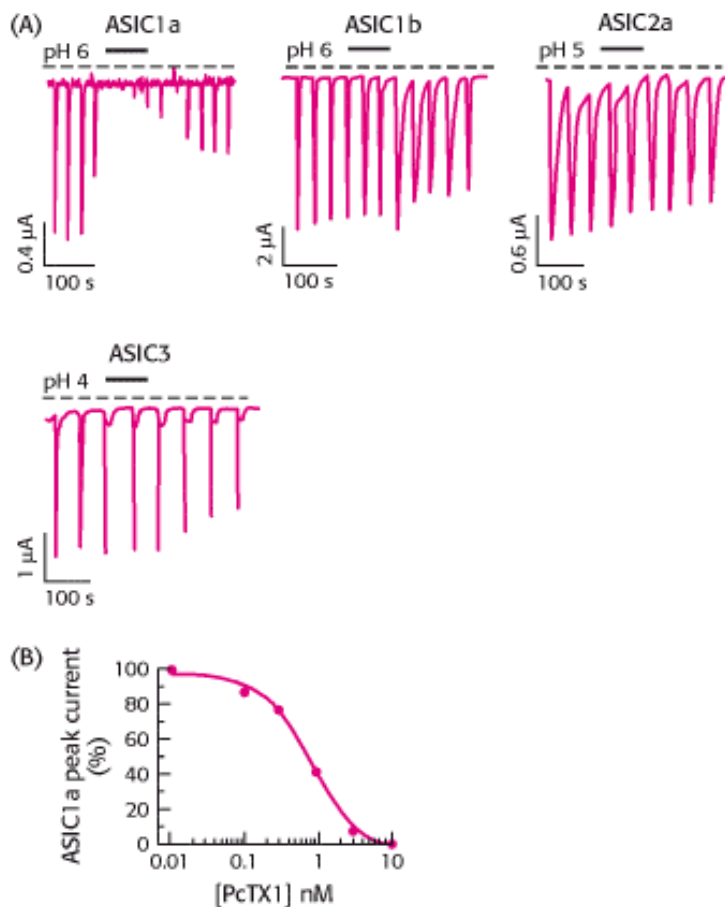 (A)
ASIC1a
pH 6
0.4 µA
100 s
ASIC1b
pH 6
2 µA
100 s
ASIC2a
pH 5
0.6 µA
100 s
ASIC3
pH 4
1 µA
100 s
(B)
ASIC1a peak current
(%)
100
80
60
40
20
0
0.01
0.1
1
10
[PcTX1] nM